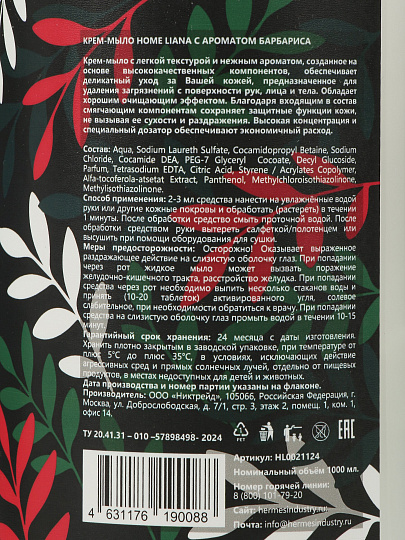 КРЕМ-МЫЛО HOME LIANA С АРОМАТОМ БАРБАРИСА
Крем-мыло с легкой текстурой и нежным ароматом, созданное на
основе высококачественных компонентов, обеспечивает
деликатный уход за Вашей кожей, предназначенное для
удаления загрязнений с поверхности рук, лица и тела. Обладает
хорошим очищающим эффектом. Благодаря входящим в состав
смягчающим компонентам сохраняет защитные функции кожи,
не вызывая ее сухости и раздражения. Высокая концентрация и
специальный дозатор обеспечивают экономичный расход.
Состав: Aqua, Sodium Laureth Sulfate, Cocamidopropyl Betaine, Sodium
Chloride, Cocamide DEA, PEG-7 Glyceryl Cocoate, Decyl Glucoside,
Parfum, Tetrasodium EDTA, Citric, Styrene / Acrylates Copolymer,
Alfa-tocoferola-atsetat Extract, Panthenol, Methylchloroisothiazolinone,
Methylisothiazolinone.
Способ применения: 2-3 мл средства нанести на увлажнённые водой
руки или другие кожные покровы и обработать (растереть) в течении
1 минуты. После обработки средство смыть проточной водой. После
обработки средством руки вытереть салфеткой/полотенцем или
высушить при помощи оборудования для сушки.
Меры предосторожности: Осторожно! Оказывает выраженное
раздражающее действие на слизистую оболочку глаз. При попадании
через рот жидкое мыло может вызвать поражение
желудочно-кишечного тракта, расстройство желудка. При попадании
средства через рот необходимо выпить несколько стаканов воды и
принять (10-20 таблеток) активированного угля, солевое
слабительное, при необходимости обратиться к врачу. При попадании
средства на слизистую оболочку глаз промыть водой в течении 10-15
минут.
Гарантийный срок хранения: 24 месяца с даты изготовления.
Хранить плотно закрытым в заводской упаковке, при температуре от
плюс 5°С до плюс 35°С, в условиях, исключающих действие
агрессивных сред и прямых солнечных лучей, отдельно от пищевых
продуктов, в местах недоступных для детей и животных.
Дата производства и номер партии указаны на флаконе.
Производитель: ООО «Никтрейд», 105066, Российская Федерация, г.
Москва, ул. Доброслободская, д. 7/1, стр. 3, этаж 2, помещ. 1, ком. 1,
офис 14.
ТУ 20.41.31 – 010 –57898498- 2024
PET
EAC
Артикул: HL0021124
Номинальный объём 1000 мл.
Номер горячей линии:
8 (800) 101-79-20
Сайт: hermesindustry.ru
Почта: info@hermesindustry.ru
4 631176 190088